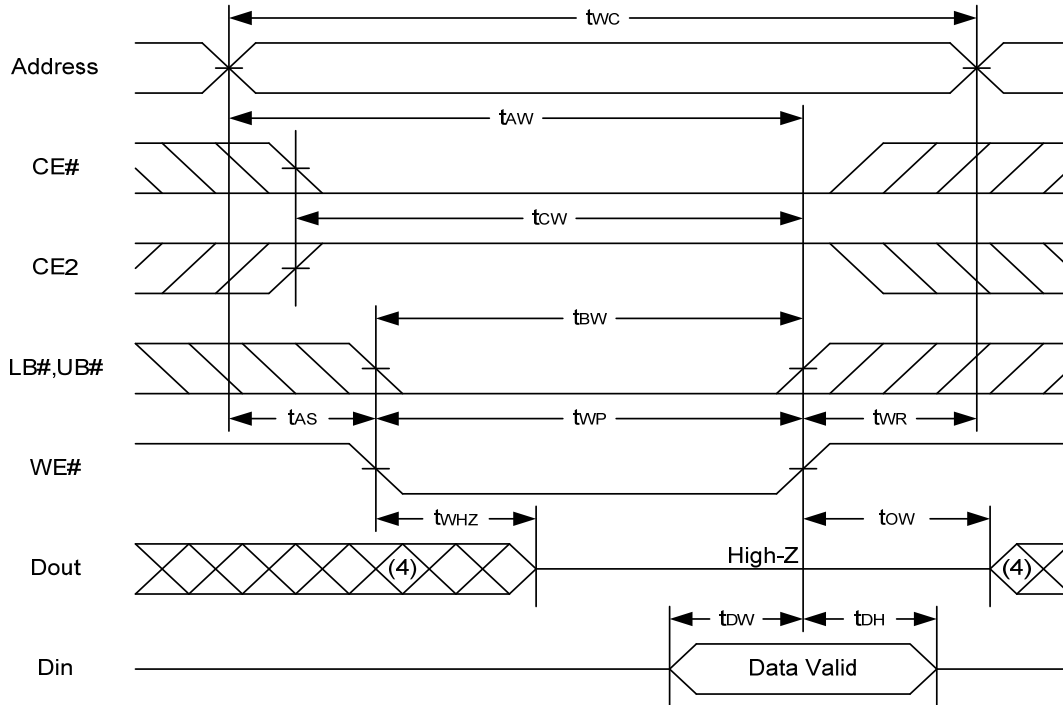 tWC
Address
tAW
CE#
tCW
CE2
tBW
LB#,UB#
tAS tWP tWR
WE#
tWHZ tOW
High-Z
Dout (4) (4)
tDW tDH
Din Data Valid